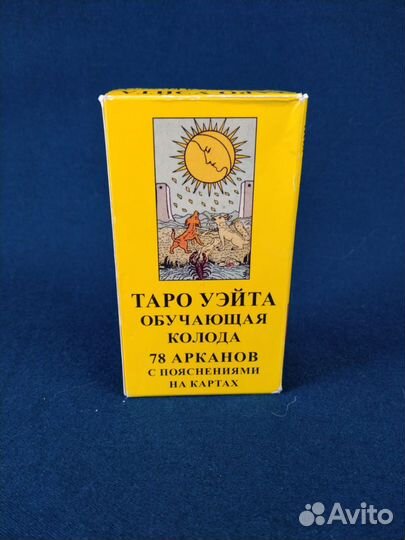 ТАРО УЭЙТА
ОБУЧАЮЩАЯ
КОЛОДА
78 АРКАНОВ
С ПОЯСНЕНИЯМИ
НА КАРТАХ
Avito